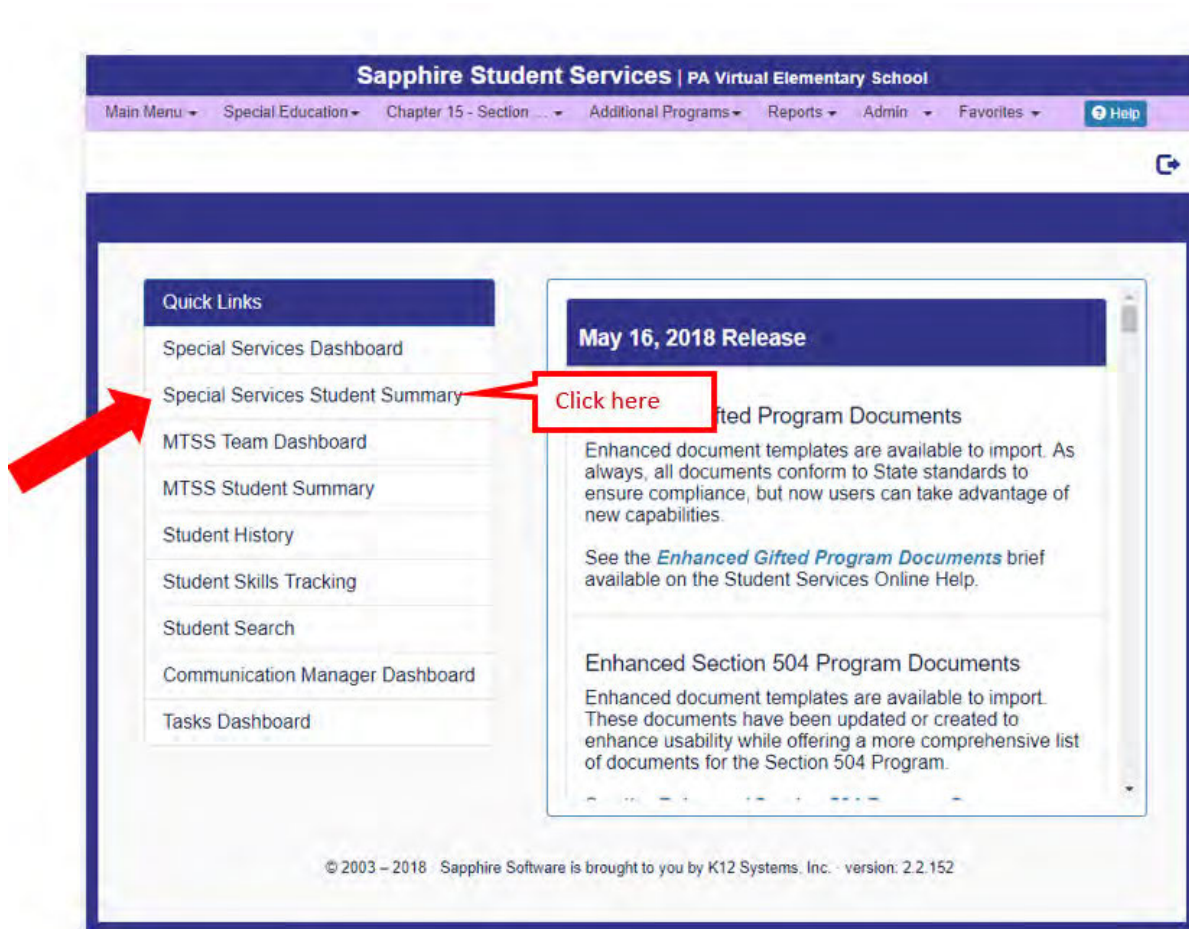 Sapphire Student Services | PA Virtual Elementary School
Main Menu Special Education Chapter 15 - Section ... Additional Programs Reports Admin Favorites Help
Quick Links
Special Services Dashboard
Special Services Student Summary
MTSS Team Dashboard
MTSS Student Summary
Student History
Student Skills Tracking
Student Search
Communication Manager Dashboard
Tasks Dashboard
Click here
May 16, 2018 Release
Program Documents
Enhanced document templates are available to import. As
always, all documents conform to State standards to
ensure compliance, but now users can take advantage of
new capabilities.
See the Enhanced Gifted Program Documents brief
available on the Student Services Online Help.
Enhanced Section 504 Program Documents
Enhanced document templates are available to import.
These documents have been updated or created to
enhance usability while offering a more comprehensive list
of documents for the Section 504 Program.
© 2003 – 2018 Sapphire Software is brought to you by K12 Systems, Inc. - version: 2.2.152